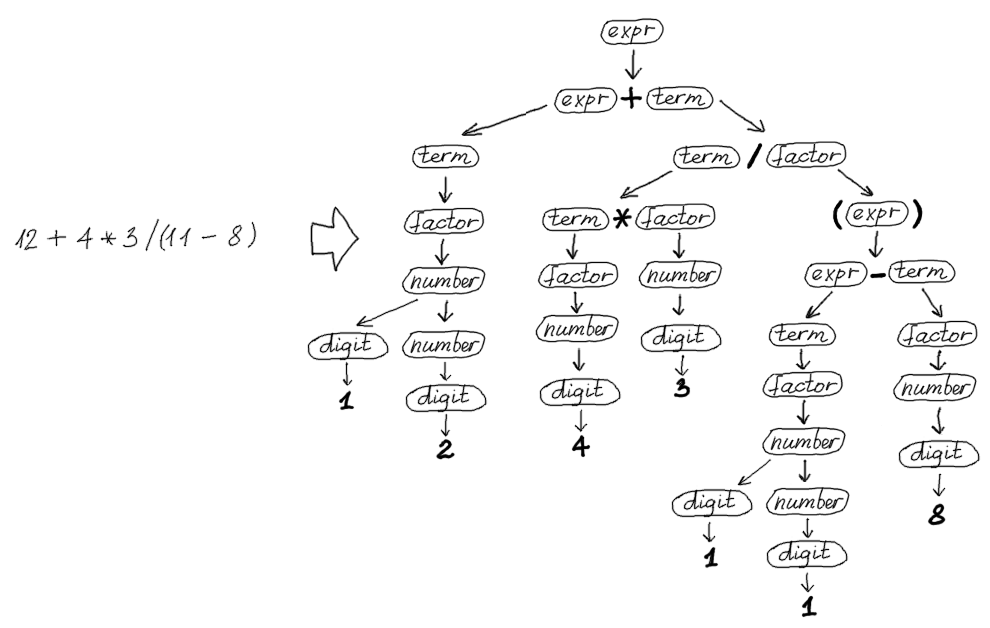 expr
expr + term
term
term / factor
12 + 4 * 3 / (11 - 8)
factor
term * factor
(expr)
number
factor
number
expr - term
digit
number
number
digit
term
factor
1
digit
digit
3
factor
number
2
4
number
digit
digit
number
8
1
digit
1